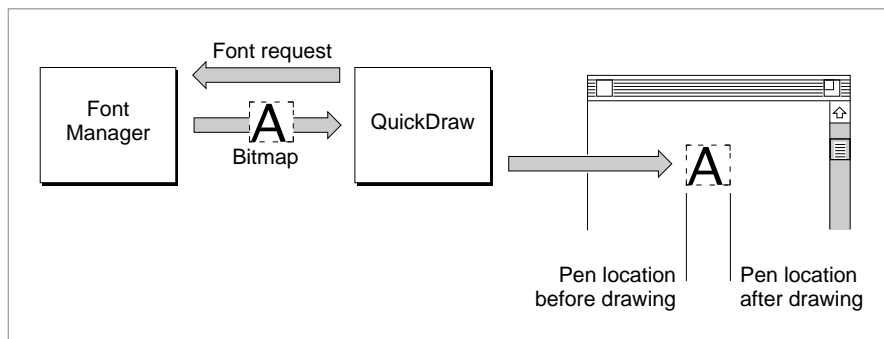 Font request
Font
Manager
A
Bitmap
QuickDraw
A
Pen location
before drawing
Pen location
after drawing